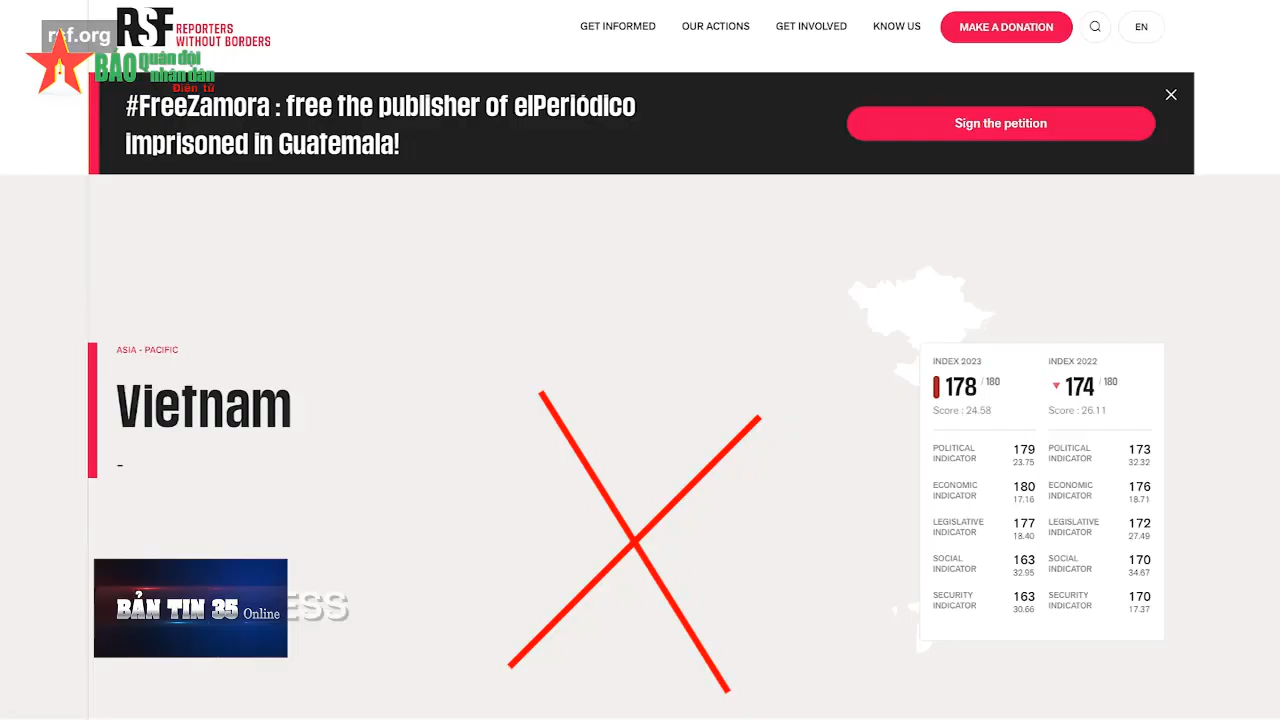 rsf.org
RSF REPORTERS
WITHOUT BORDERS
GET INFORMED OUR ACTIONS GET INVOLVED KNOW US MAKE A DONATION EN
BÁO Quân đội
nhân dân
Điện tử
#FreeZamora : free the publisher of elPeriódico
imprisoned in Guatemala!
Sign the petition
ASIA - PACIFIC
Vietnam
-
INDEX 2023 INDEX 2022
178 / 180 174 / 180
Score : 24.58 Score : 26.11
POLITICAL INDICATOR 179 23.75 POLITICAL INDICATOR 173 32.32
ECONOMIC INDICATOR 180 17.16 ECONOMIC INDICATOR 176 18.71
LEGISLATIVE INDICATOR 177 18.40 LEGISLATIVE INDICATOR 172 27.49
SOCIAL INDICATOR 163 32.95 SOCIAL INDICATOR 170 34.67
SECURITY INDICATOR 163 30.66 SECURITY INDICATOR 170 17.37
BẢN TIN 35 Online
ESS